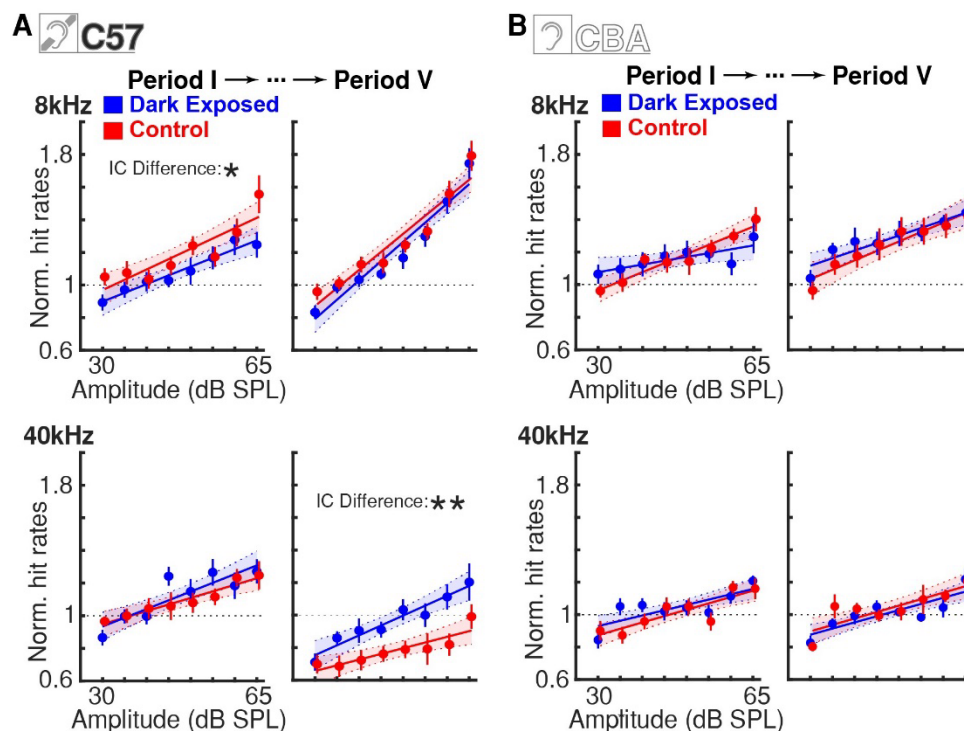 A C57
Period I → ··· → Period V
8kHz
Dark Exposed
Control
IC Difference: *
Norm. hit rates
1.8
1
0.6
30 65
Amplitude (dB SPL)
40kHz
Norm. hit rates
1.8
1
0.6
30 65
Amplitude (dB SPL)
IC Difference: **
B CBA
Period I → ··· → Period V
8kHz
Dark Exposed
Control
Norm. hit rates
1.8
1
0.6
30 65
Amplitude (dB SPL)
40kHz
Norm. hit rates
1.8
1
0.6
30 65
Amplitude (dB SPL)